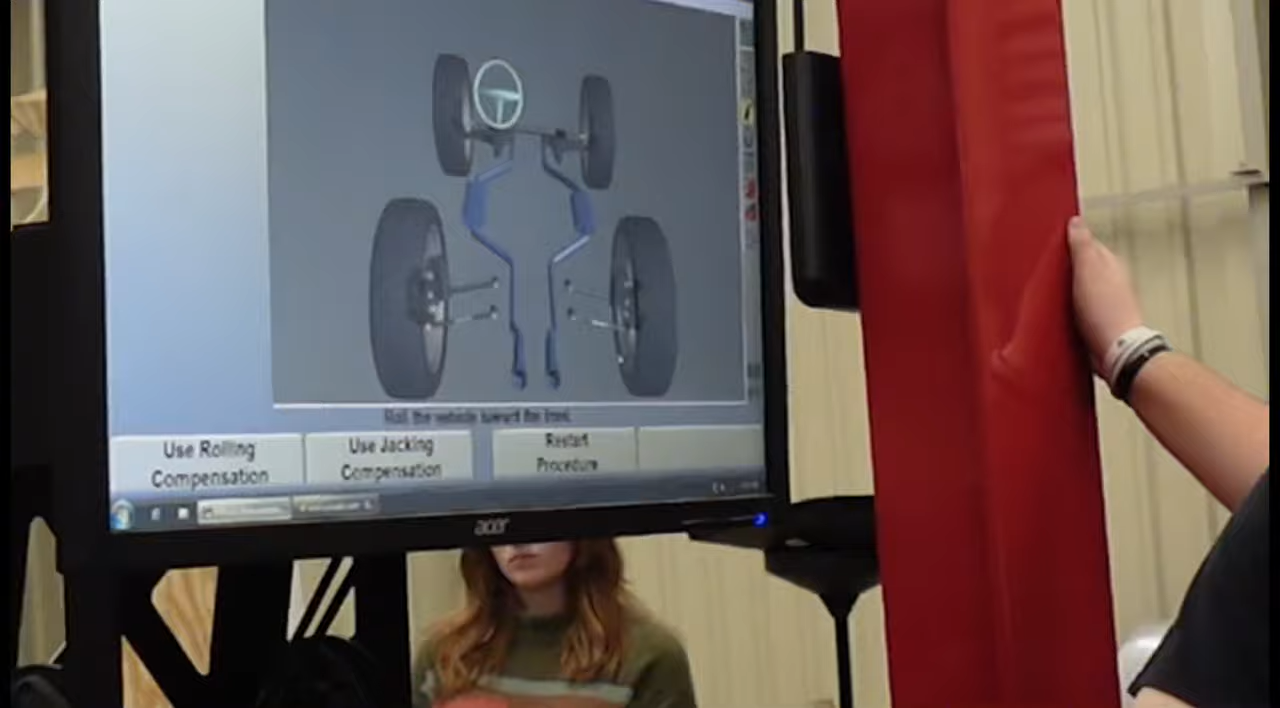 Roll the vehicle toward the front.
Use Rolling
Compensation
Use Jacking
Compensation
Restart
Procedure
acer